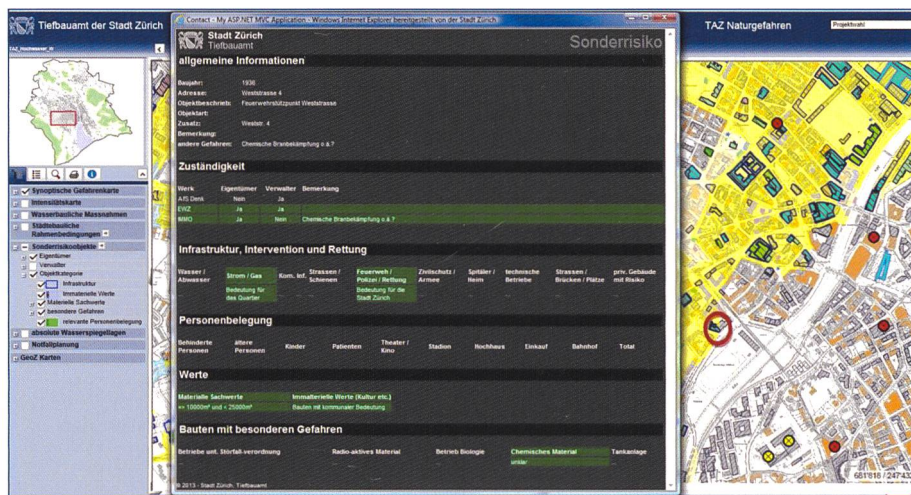 Tiefbauamt der Stadt Zürich
Contact - My ASP.NET MVC Application - Windows Internet Explorer bereitgestellt von der Stadt Zürich
TAZ Naturgefahren
Projektwahl
TAZ_Hochwasser_th
Stadt Zürich
Tiefbauamt
Sonderrisiko
allgemeine Informationen
Baujahr: 1936
Adresse: Weststrasse 4
Objektbeschrieb: Feuerwehrstützpunkt Weststrasse
Objektart:
Zusatz: Weststr. 4
Bemerkung:
andere Gefahren: Chemische Branbekämpfung o.ä.?
Zuständigkeit
Werk Eigentümer Verwalter Bemerkung
AfS Denk Nein Ja
EWZ Ja Ja
IMMO Ja Nein Chemische Branbekämpfung o.ä.?
Infrastruktur, Intervention und Rettung
Wasser / Abwasser
Strom / Gas
Kom. Inf.
Strassen / Schienen
Feuerwehr / Polizei / Rettung
Zivilschutz / Armee
Spitäler / Heim
technische Betriebe
Strassen / Brücken / Plätze
priv. Gebäude mit Risiko
Bedeutung für das Quartier
Bedeutung für die Stadt Zürich
Personenbelegung
Behinderte Personen
ältere Personen
Kinder
Patienten
Theater / Kino
Stadion
Hochhaus
Einkauf
Bahnhof
Total
Werte
Materielle Sachwerte Immatterielle Werte (Kultur etc.)
>= 10000m² und < 25000m² Bauten mit kommunaler Bedeutung
Bauten mit besonderen Gefahren
Betriebe unt. Störfall-verordnung Radio-aktives Material Betrieb Biologie Chemisches Material Tankanlage
unklar
© 2013 - Stadt Zürich, Tiefbauamt
Synoptische Gefahrenkarte
Intensitätskarte
Wasserbauliche Massnahmen
Städtebauliche
Rahmenbedingungen
Sonderrisikoobjekte
Eigentümer
Verwalter
Objektkategorie
Infrastruktur
Immaterielle Werte
Materielle Sachwerte
besondere Gefahren
relevante Personenbelegung
absolute Wasserspiegellagen
Notfallplanung
GeoZ Karten